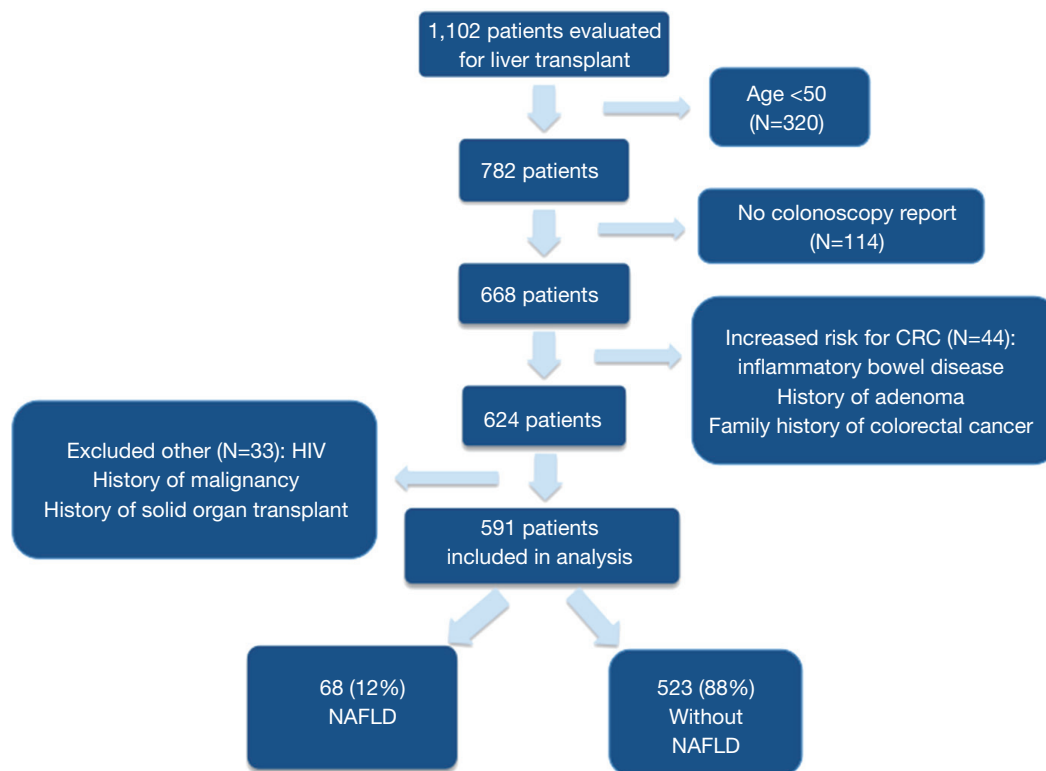 1,102 patients evaluated
for liver transplant
Age <50
(N=320)
782 patients
No colonoscopy report
(N=114)
668 patients
Increased risk for CRC (N=44):
inflammatory bowel disease
History of adenoma
Family history of colorectal cancer
624 patients
Excluded other (N=33): HIV
History of malignancy
History of solid organ transplant
591 patients
included in analysis
68 (12%)
NAFLD
523 (88%)
Without
NAFLD